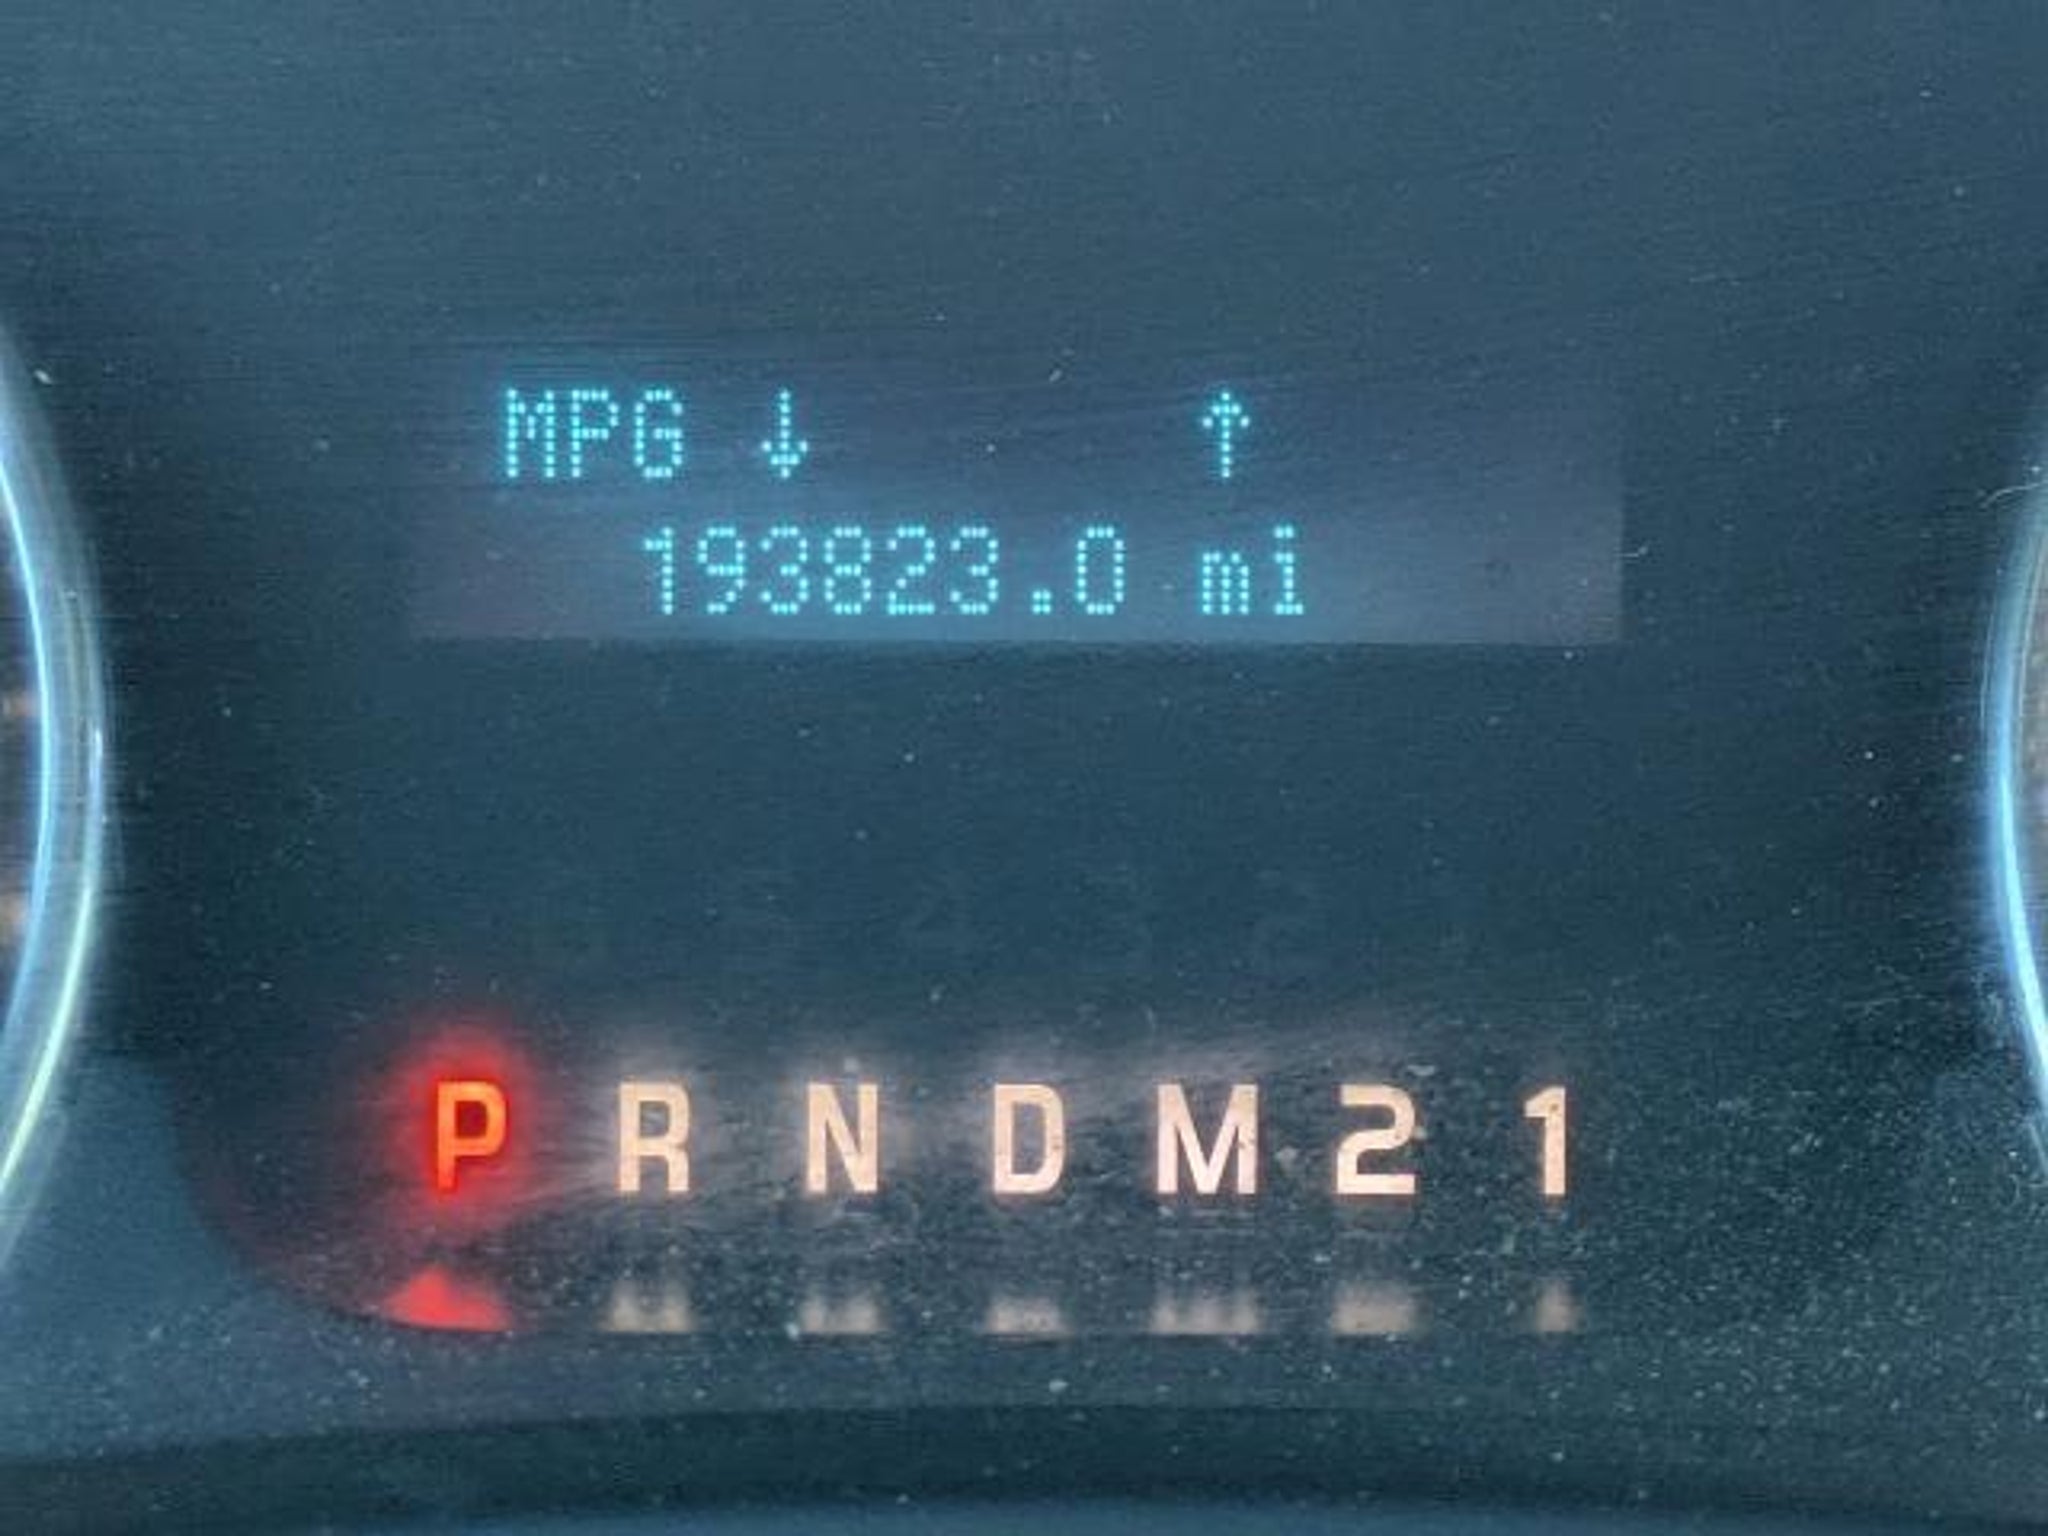 MPG ↓ ↑
193823.0 mi
P R N D M 2 1